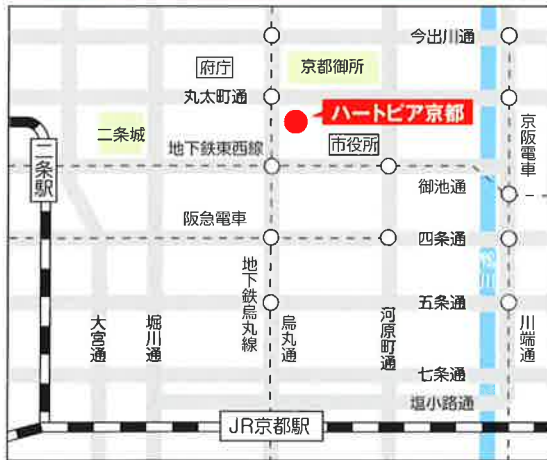 今出川通
府庁
京都御所
丸太町通
ハートピア京都
二条城
地下鉄東西線
市役所
京阪電車
二条駅
御池通
阪急電車
四条通
地下鉄烏丸線
五条通
大宮通
堀川通
烏丸通
河原町通
川端通
七条通
塩小路通
JR京都駅